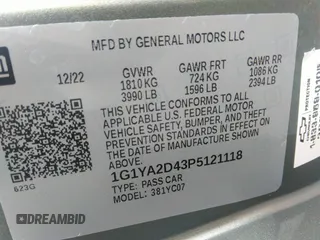 GM
MFD BY GENERAL MOTORS LLC
12/22 GVWR GAWR FRT GAWR RR
1810 KG 724 KG 1086 KG
3990 LB 1596 LB 2394 LB
THIS VEHICLE CONFORMS TO ALL
APPLICABLE U.S. FEDERAL MOTOR
VEHICLE SAFETY, BUMPER, AND
THEFT PREVENTION STANDARDS
IN EFFECT ON THE DATE OF
MANUFACTURE SHOWN ABOVE.
1G1YA2D43P5121118
TYPE: PASS CAR
MODEL: 381YC07
623G
DREAMBID